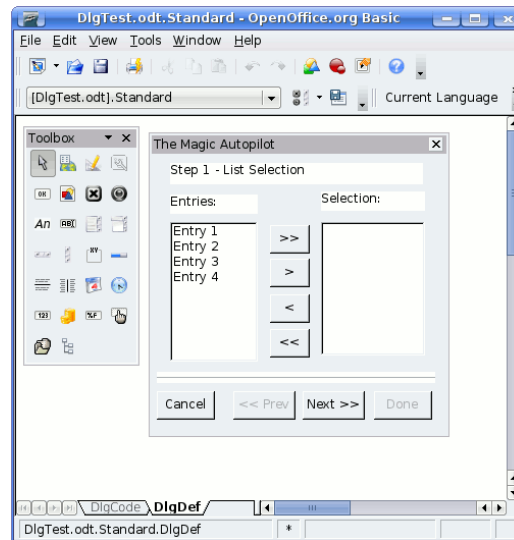 DlgTest.odt.Standard - OpenOffice.org Basic
File Edit View Tools Window Help
[DlgTest.odt].Standard Current Language
Toolbox
The Magic Autopilot
Step 1 - List Selection
Entries: Selection:
Entry 1
Entry 2
Entry 3
Entry 4
>>
>
<
<<
Cancel << Prev Next >> Done
DlgCode DlgDef
DlgTest.odt.Standard.DlgDef *